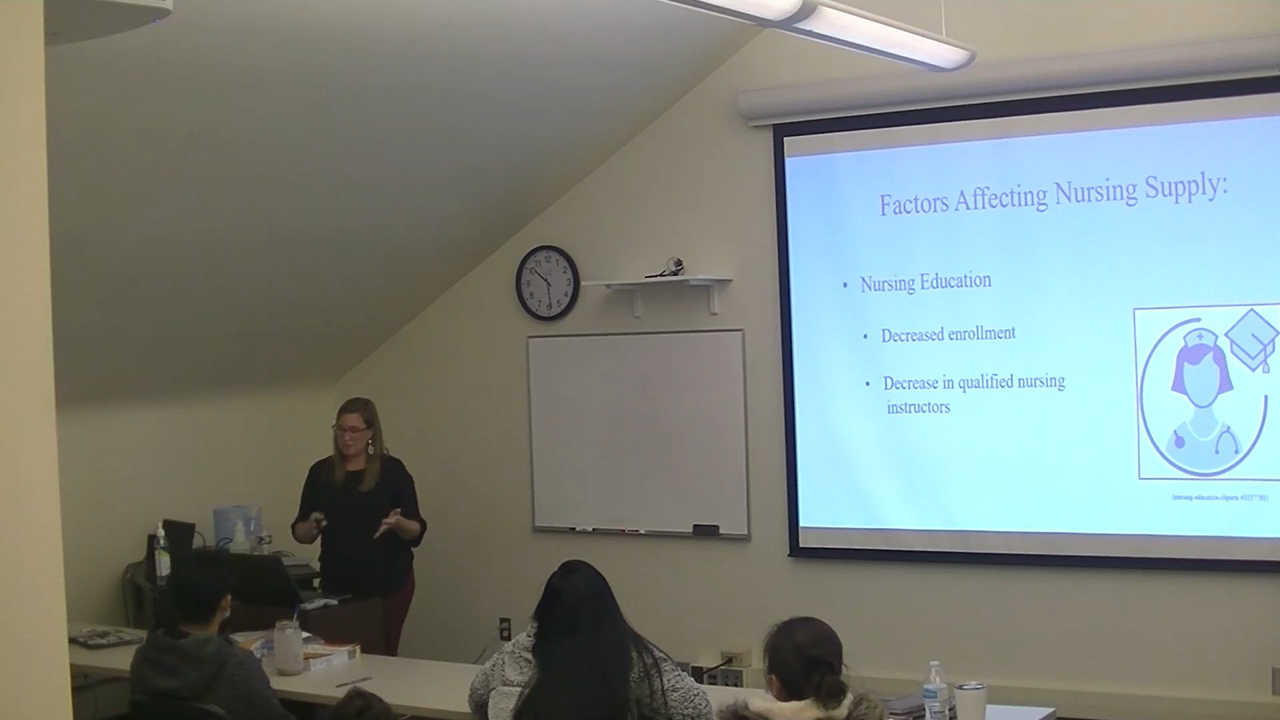 Factors Affecting Nursing Supply:
• Nursing Education
• Decreased enrollment
• Decrease in qualified nursing
instructors